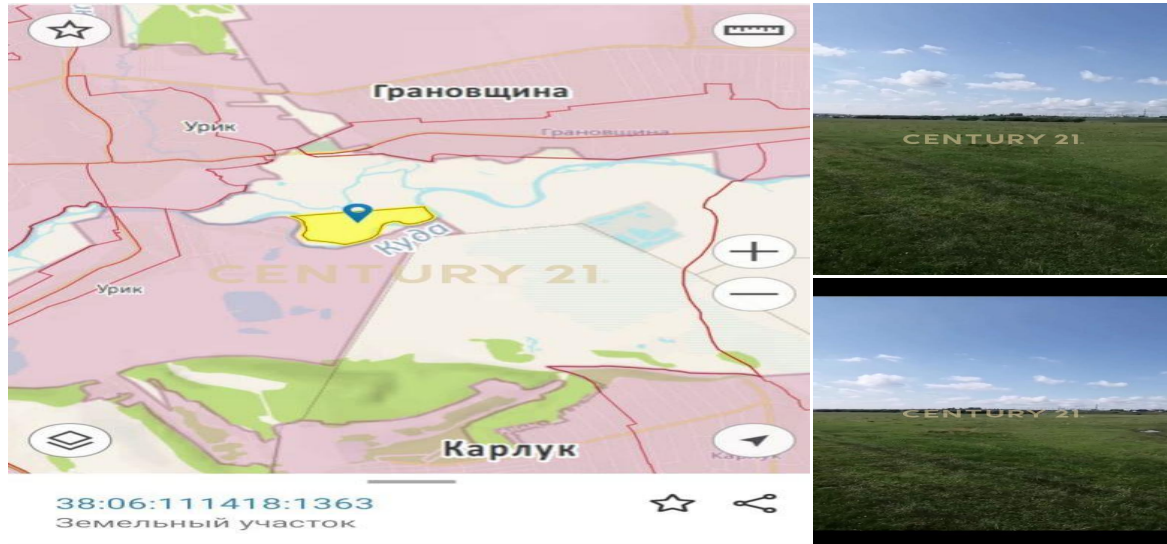 Грановщина
Урик
Грановщина
Куда
CENTURY 21.
Урик
Карлук
Карлук
38:06:111418:1363
Земельный участок
CENTURY 21.
CENTURY 21.